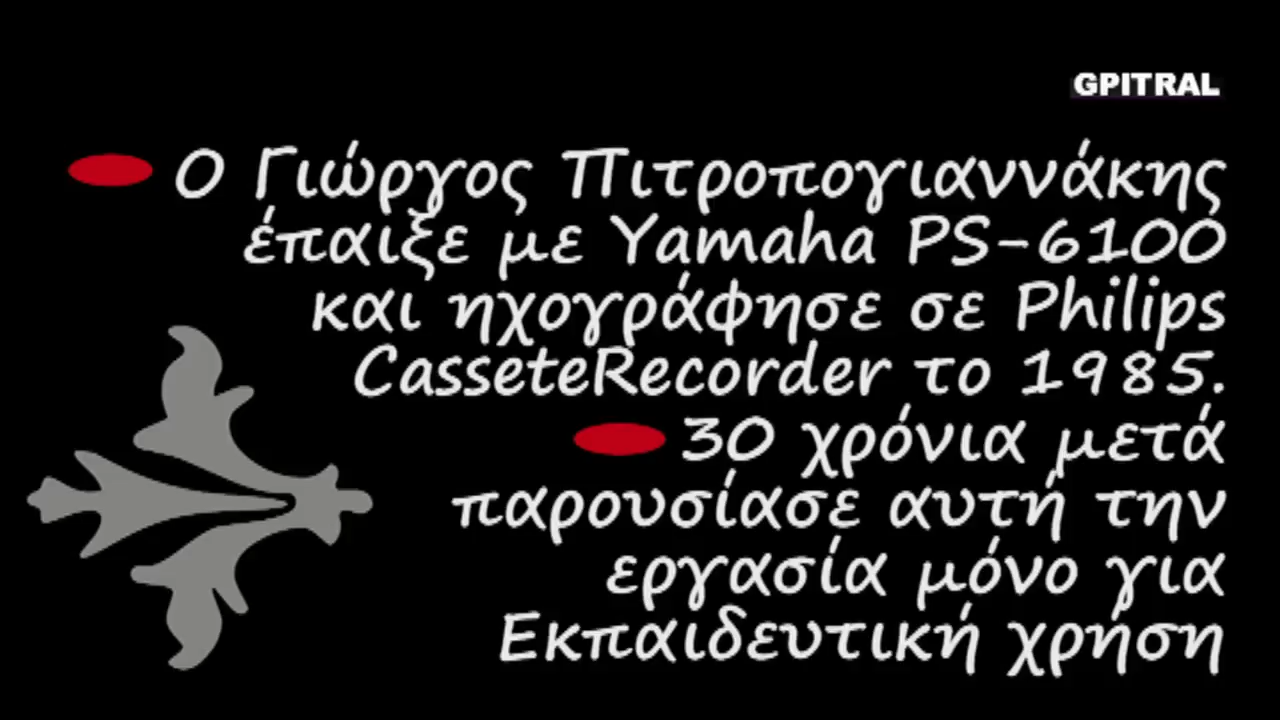 GPITRAL
Ο Γιώργος Πιτροπογιαννάκης
έπαιξε με Yamaha PS-6100
και ηχογράφησε σε Philips
CasseteRecorder το 1985.
30 χρόνια μετά
παρουσίασε αυτή την
εργασία μόνο για
Εκπαιδευτική χρήση